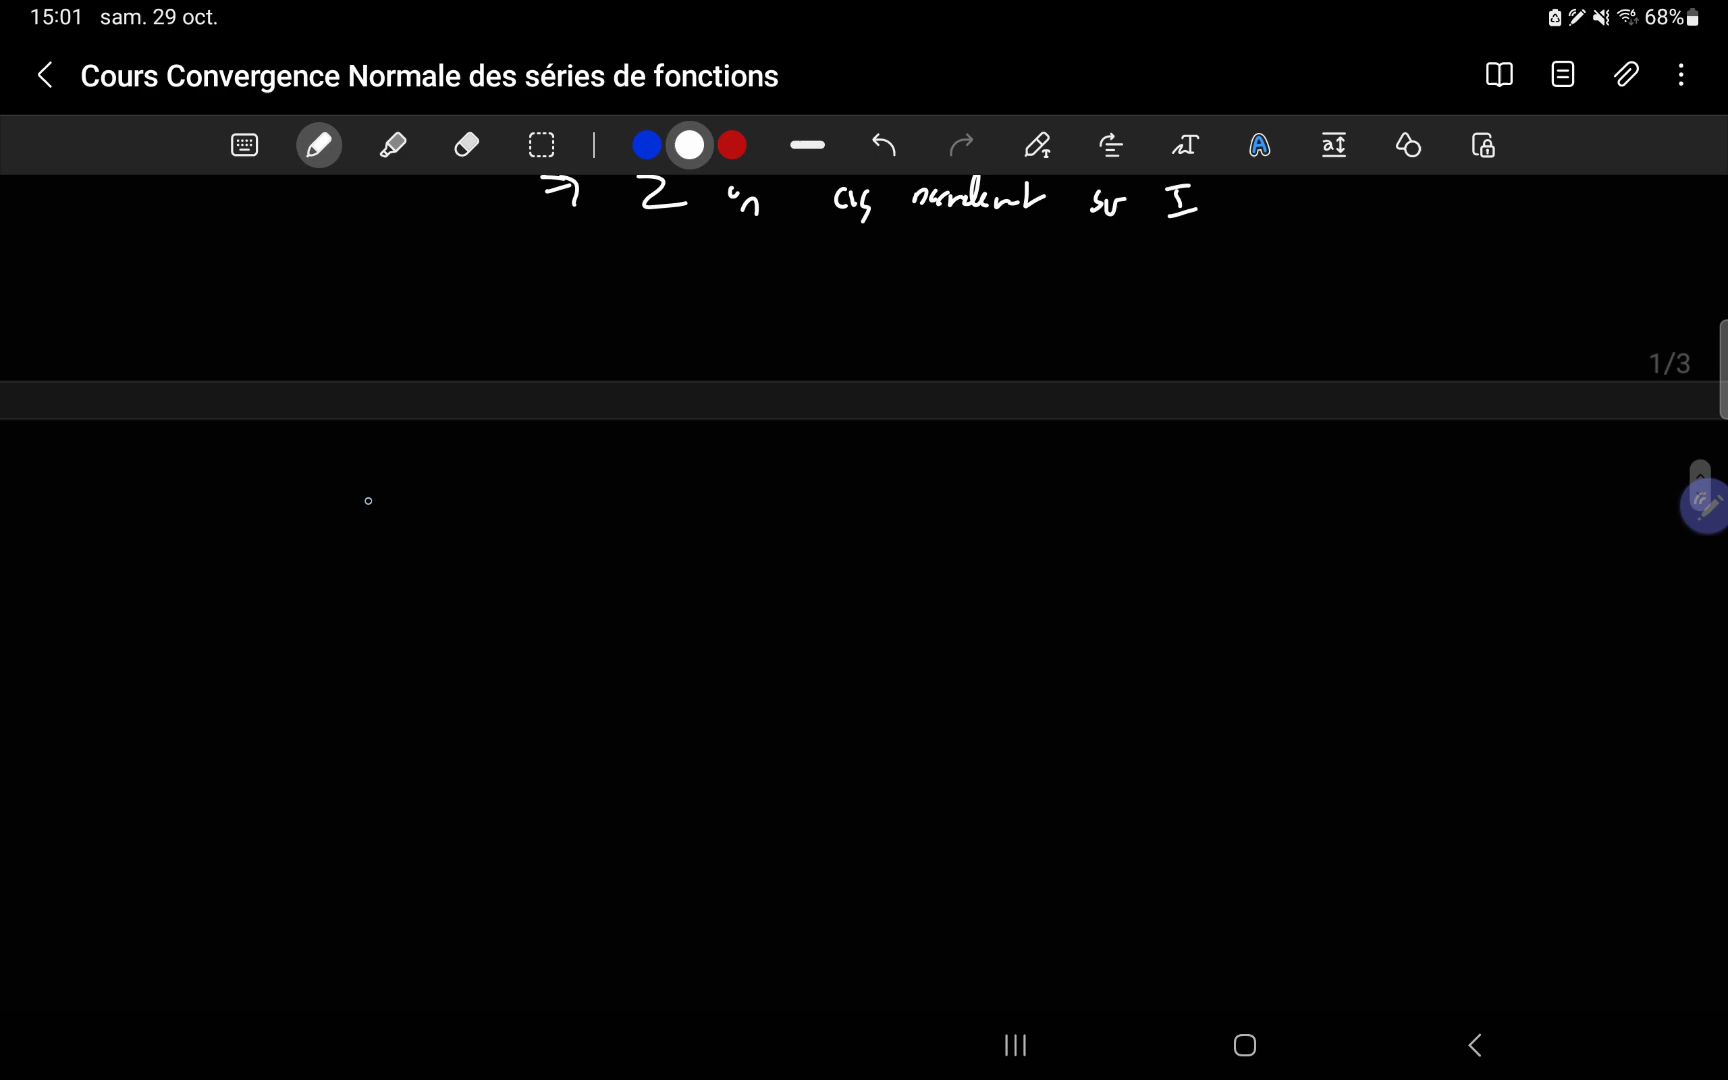 15:01 sam. 29 oct. 68%
Cours Convergence Normale des séries de fonctions
⇒ Σ un cvg normalement sur I
1/3